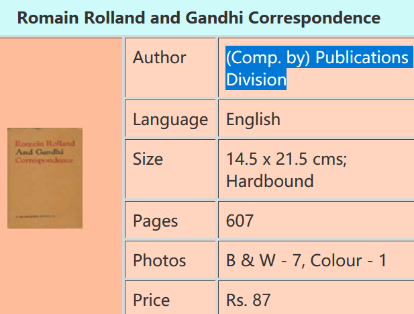 Romain Rolland and Gandhi Correspondence
Romain Rolland
And Gandhi
Correspondence
Author
(Comp. by) Publications
Division
Language
English
Size
14.5 x 21.5 cms;
Hardbound
Pages
607
Photos
B & W - 7, Colour - 1
Price
Rs. 87